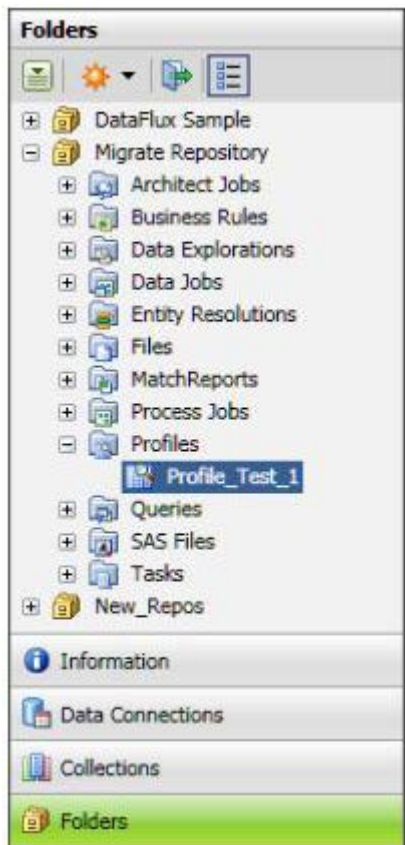 Folders
DataFlux Sample
Migrate Repository
Architect Jobs
Business Rules
Data Explorations
Data Jobs
Entity Resolutions
Files
MatchReports
Process Jobs
Profiles
Profile_Test_1
Queries
SAS Files
Tasks
New_Repos
Information
Data Connections
Collections
Folders